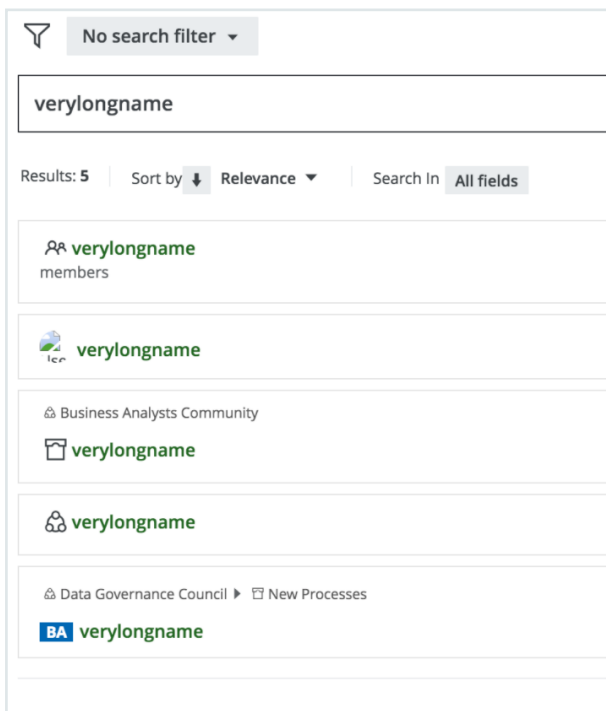 No search filter
verylongname
Results: 5 Sort by Relevance Search In All fields
verylongname
members
verylongname
Business Analysts Community
verylongname
verylongname
Data Governance Council New Processes
BA verylongname